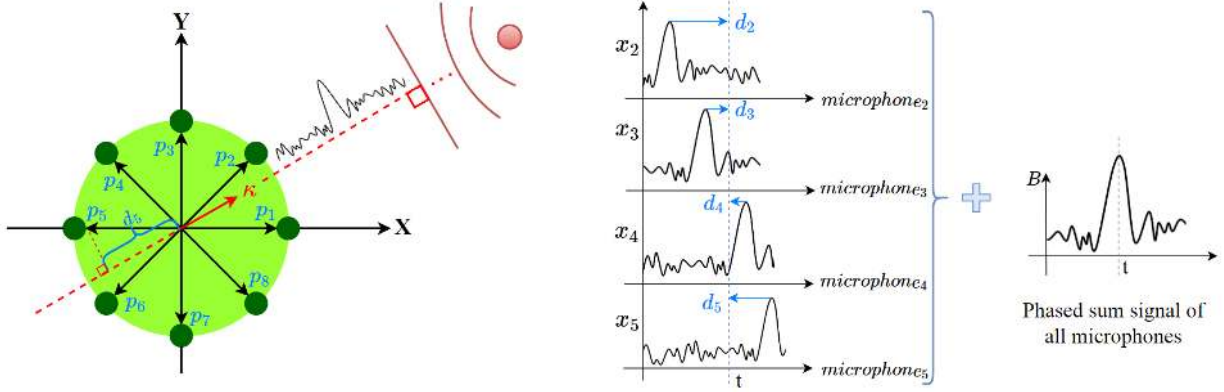 Y
X
p1
p2
p3
p4
p5
p6
p7
p8
d5
κ
x2
d2
microphone2
x3
d3
microphone3
x4
d4
microphone4
x5
d5
microphone5
t
B
t
Phased sum signal of
all microphones